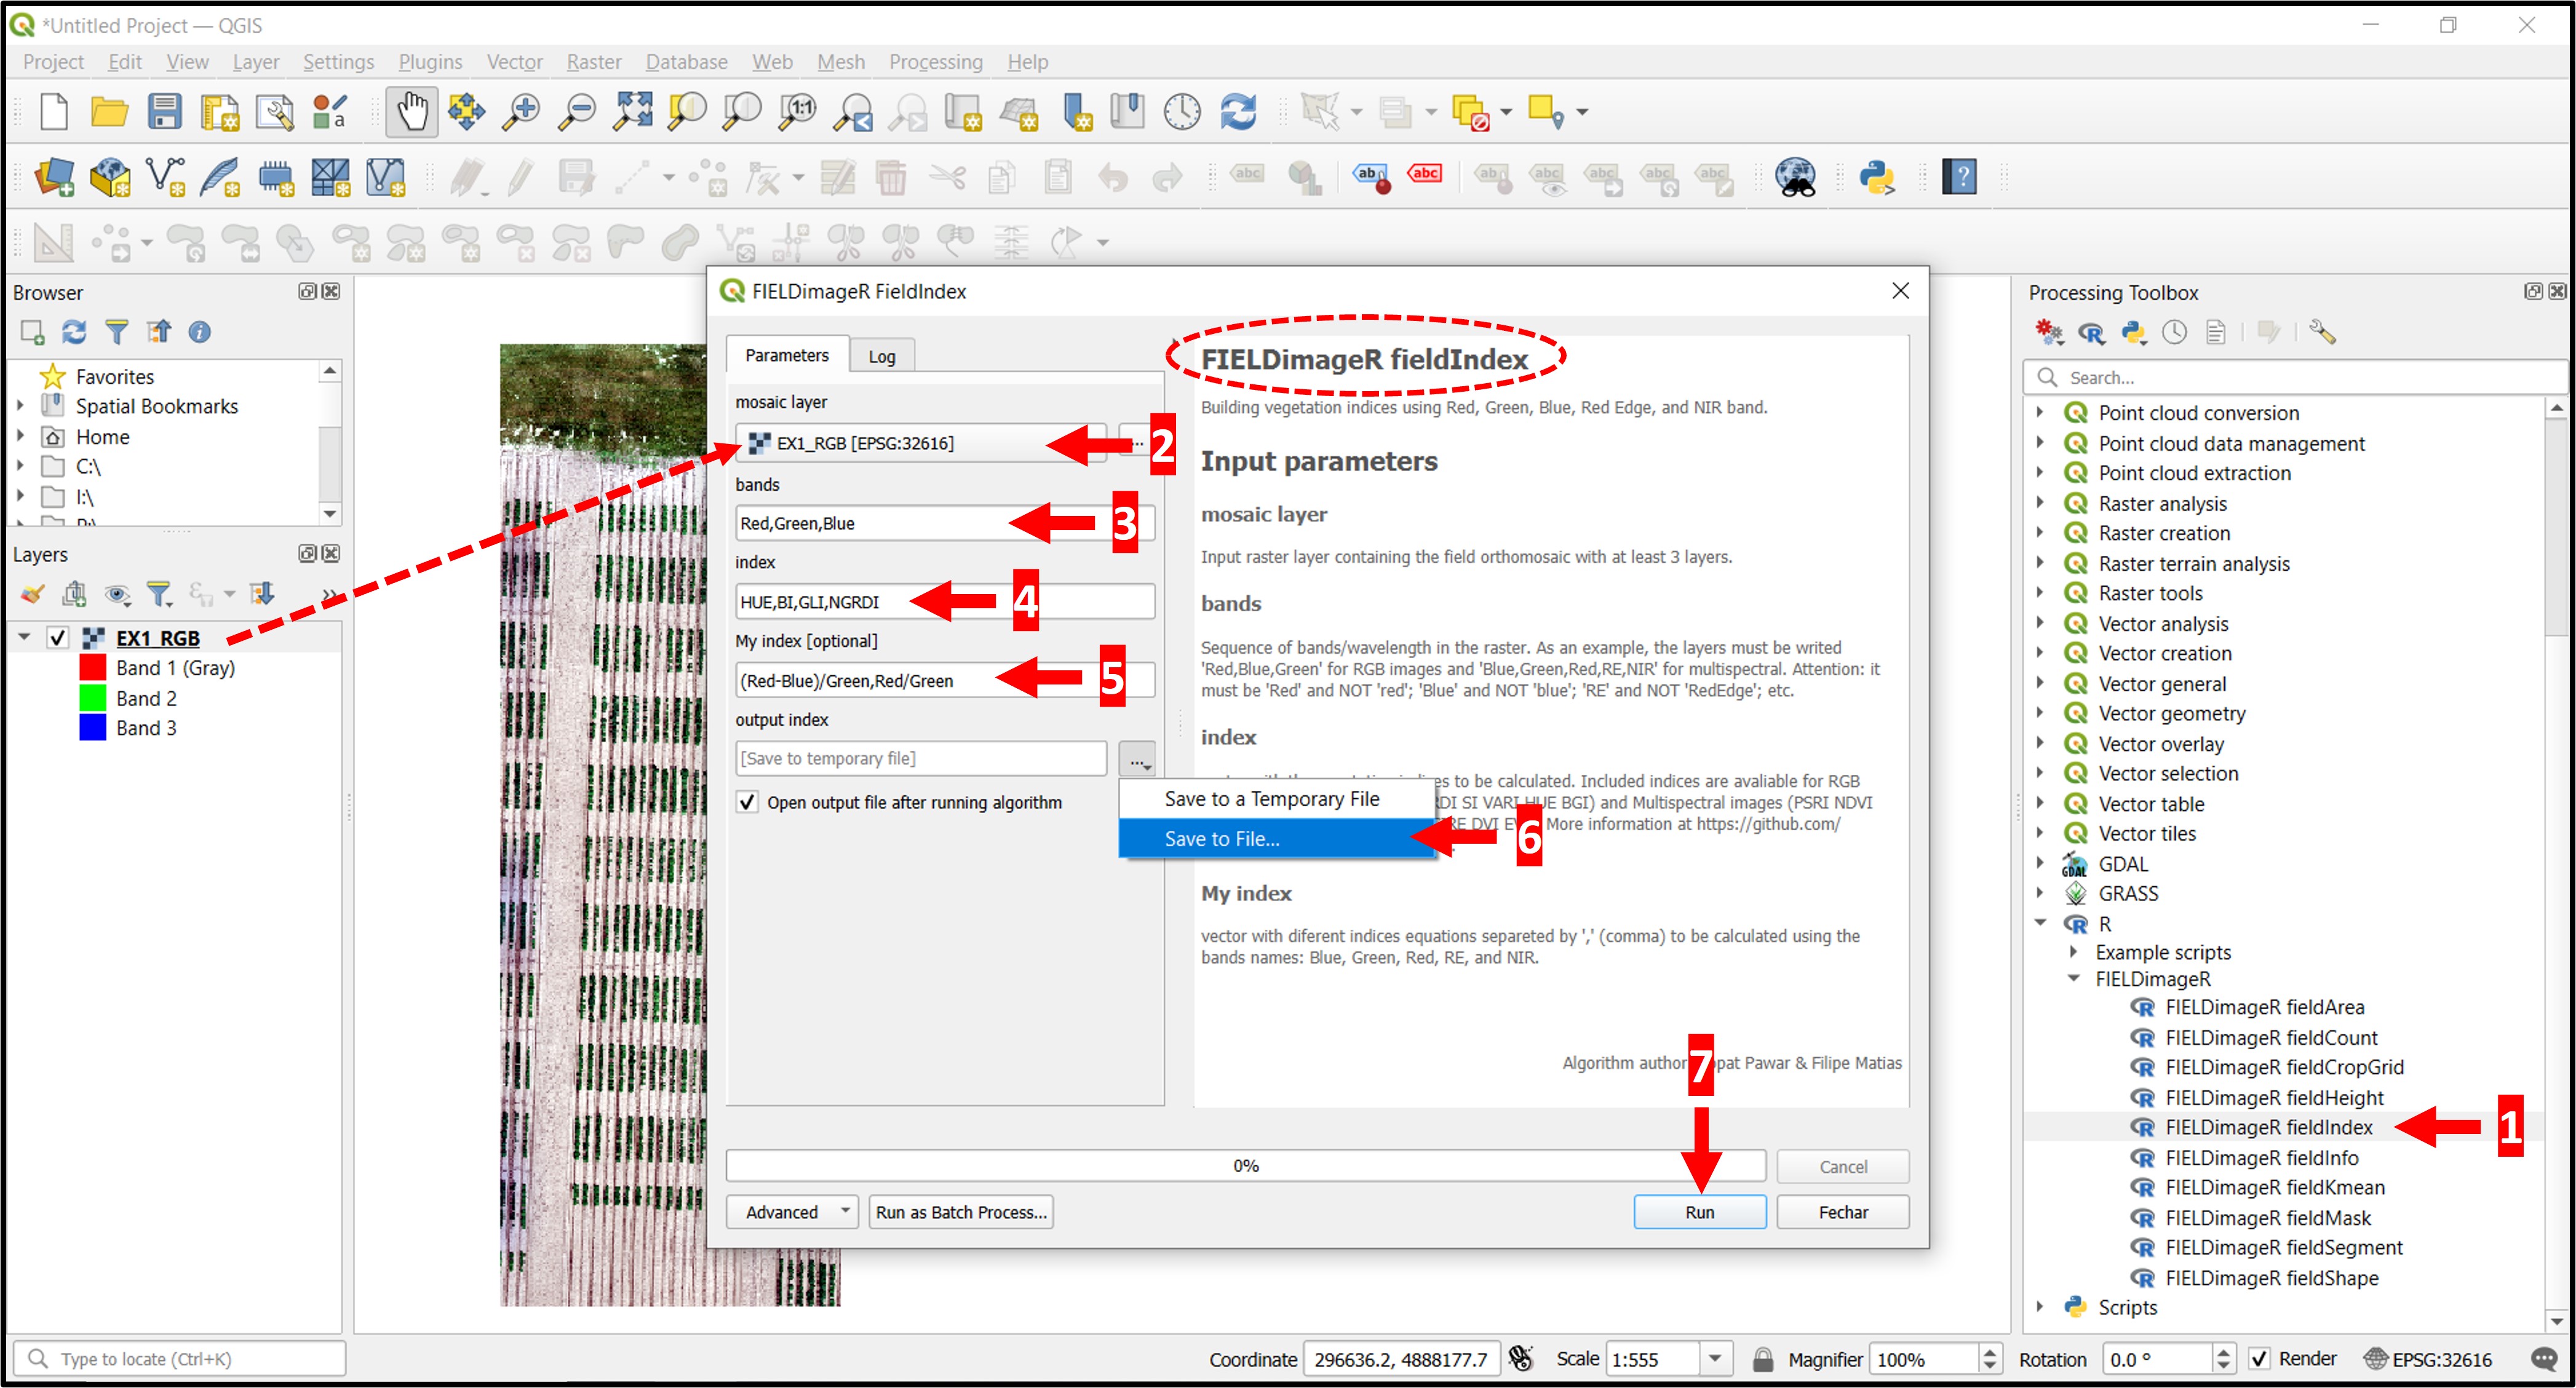 *Untitled Project — QGIS
Project Edit View Layer Settings Plugins Vector Raster Database Web Mesh Processing Help
Browser
Favorites
Spatial Bookmarks
Home
C:\
I:\
Layers
EX1_RGB
Band 1 (Gray)
Band 2
Band 3
FIELDimageR FieldIndex
Parameters Log
mosaic layer
EX1_RGB [EPSG:32616]
... 2
bands
Red,Green,Blue
3
index
HUE,BI,GLI,NGRDI
4
My index [optional]
(Red-Blue)/Green,Red/Green
5
output index
[Save to temporary file]
...
Open output file after running algorithm
Save to a Temporary File
Save to File...
6
FIELDimageR fieldIndex
Building vegetation indices using Red, Green, Blue, Red Edge, and NIR band.
Input parameters
mosaic layer
Input raster layer containing the field orthomosaic with at least 3 layers.
bands
Sequence of bands/wavelength in the raster. As an example, the layers must be writed
'Red,Blue,Green' for RGB images and 'Blue,Green,Red,RE,NIR' for multispectral. Attention: it
must be 'Red' and NOT 'red'; 'Blue' and NOT 'blue'; 'RE' and NOT 'RedEdge'; etc.
index
to be calculated. Included indices are avaliable for RGB
SI VARI HUE BGI) and Multispectral images (PSRI NDVI
DVI More information at https://github.com/
My index
vector with diferent indices equations separeted by ',' (comma) to be calculated using the
bands names: Blue, Green, Red, RE, and NIR.
Algorithm author
7
Pawar & Filipe Matias
0%
Cancel
Advanced
Run as Batch Process...
Run
Fechar
Processing Toolbox
Search...
Point cloud conversion
Point cloud data management
Point cloud extraction
Raster analysis
Raster creation
Raster terrain analysis
Raster tools
Vector analysis
Vector creation
Vector general
Vector geometry
Vector overlay
Vector selection
Vector table
Vector tiles
GDAL
GRASS
R
Example scripts
FIELDimageR
FIELDimageR fieldArea
FIELDimageR fieldCount
FIELDimageR fieldCropGrid
FIELDimageR fieldHeight
FIELDimageR fieldIndex
1
FIELDimageR fieldInfo
FIELDimageR fieldKmean
FIELDimageR fieldMask
FIELDimageR fieldSegment
FIELDimageR fieldShape
Scripts
Type to locate (Ctrl+K)
Coordinate 296636.2, 4888177.7 Scale 1:555 Magnifier 100% Rotation 0.0 ° Render EPSG:32616